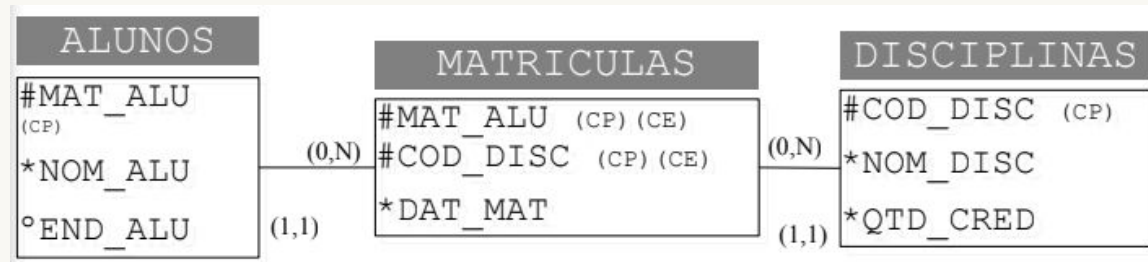 ALUNOS
#MAT_ALU
(CP)
*NOM_ALU
°END_ALU
(0,N)
(1,1)
MATRICULAS
#MAT_ALU (CP)(CE)
#COD_DISC (CP)(CE)
*DAT_MAT
(0,N)
(1,1)
DISCIPLINAS
#COD_DISC (CP)
*NOM_DISC
*QTD_CRED